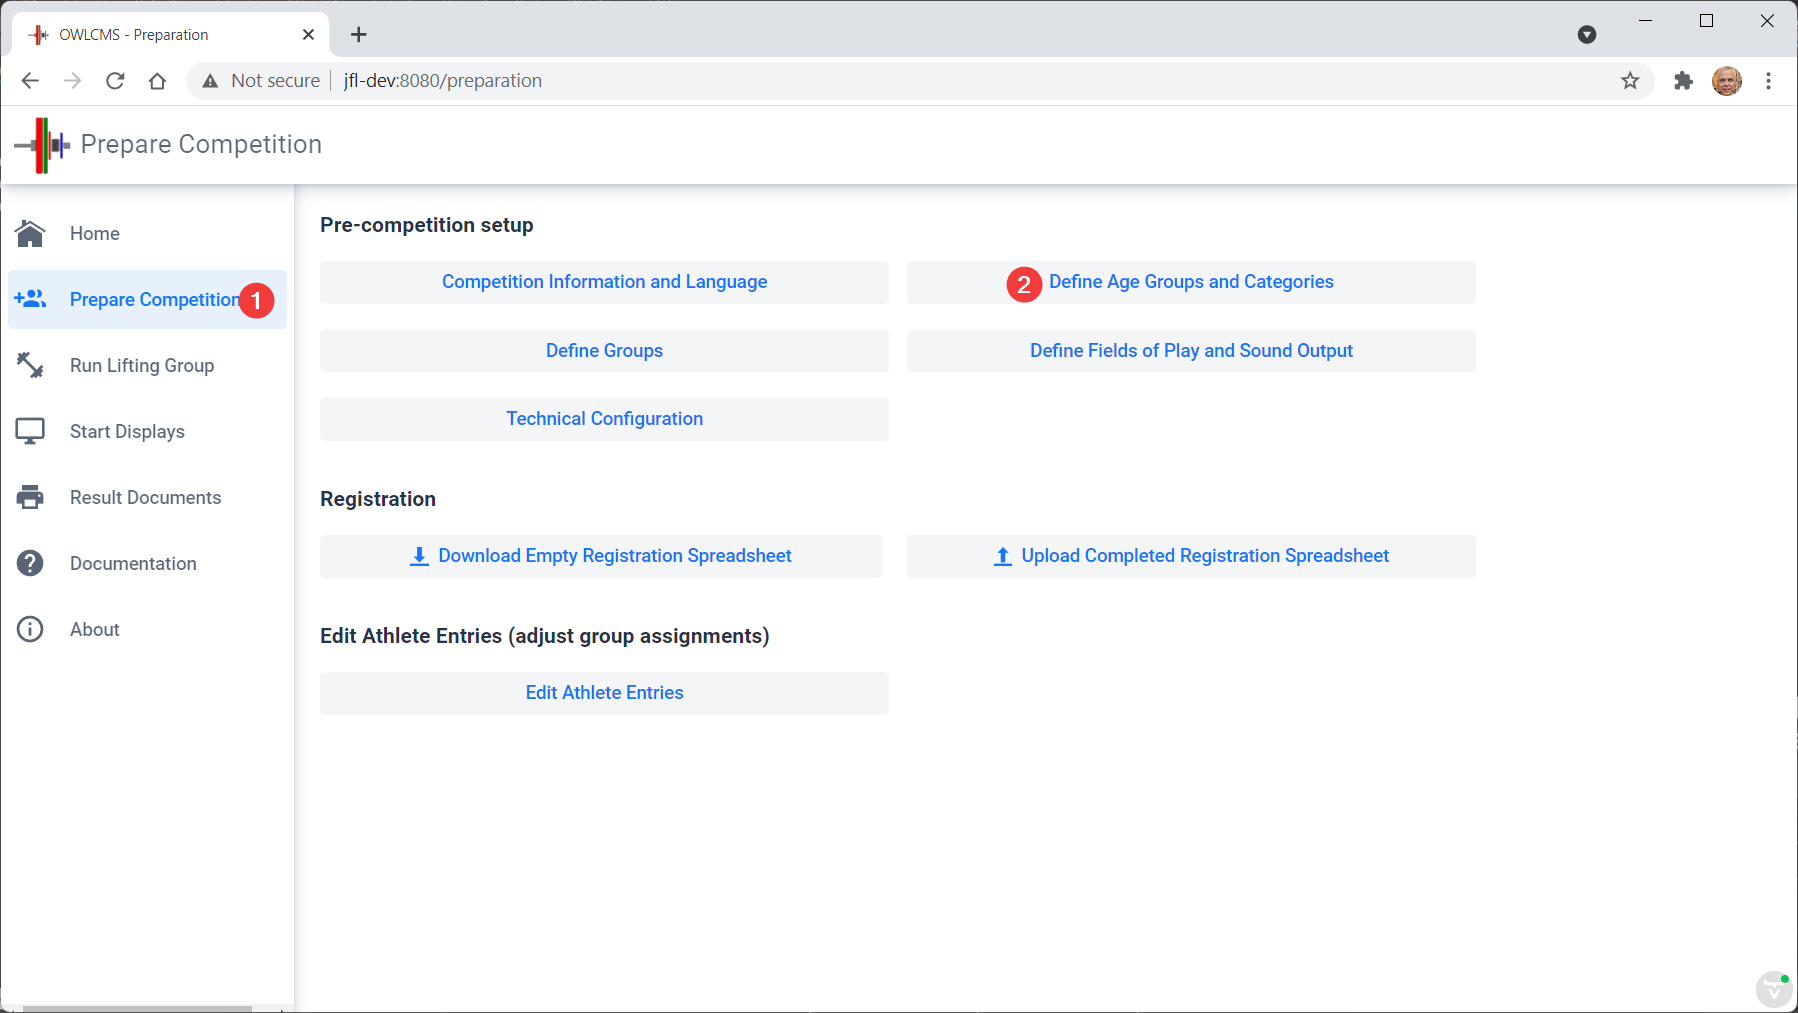 OWLCMS - Preparation
Not secure
jfl-dev:8080/preparation
Prepare Competition
Home
Prepare Competition 1
Run Lifting Group
Start Displays
Result Documents
Documentation
About
Pre-competition setup
Competition Information and Language
2 Define Age Groups and Categories
Define Groups
Define Fields of Play and Sound Output
Technical Configuration
Registration
Download Empty Registration Spreadsheet
Upload Completed Registration Spreadsheet
Edit Athlete Entries (adjust group assignments)
Edit Athlete Entries